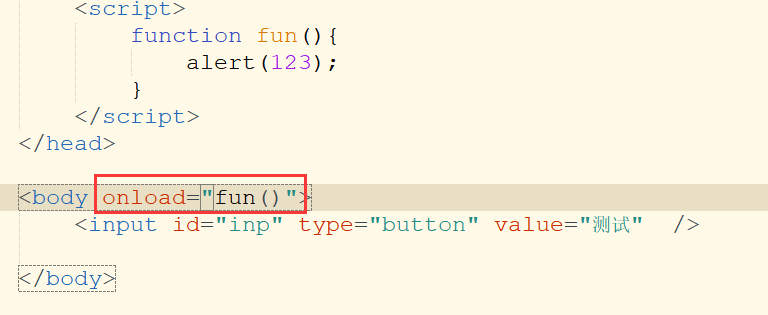 <script>
function fun(){
alert(123);
}
</script>
</head>
<body onload="fun()">
<input id="inp" type="button" value="测试"  />
</body>